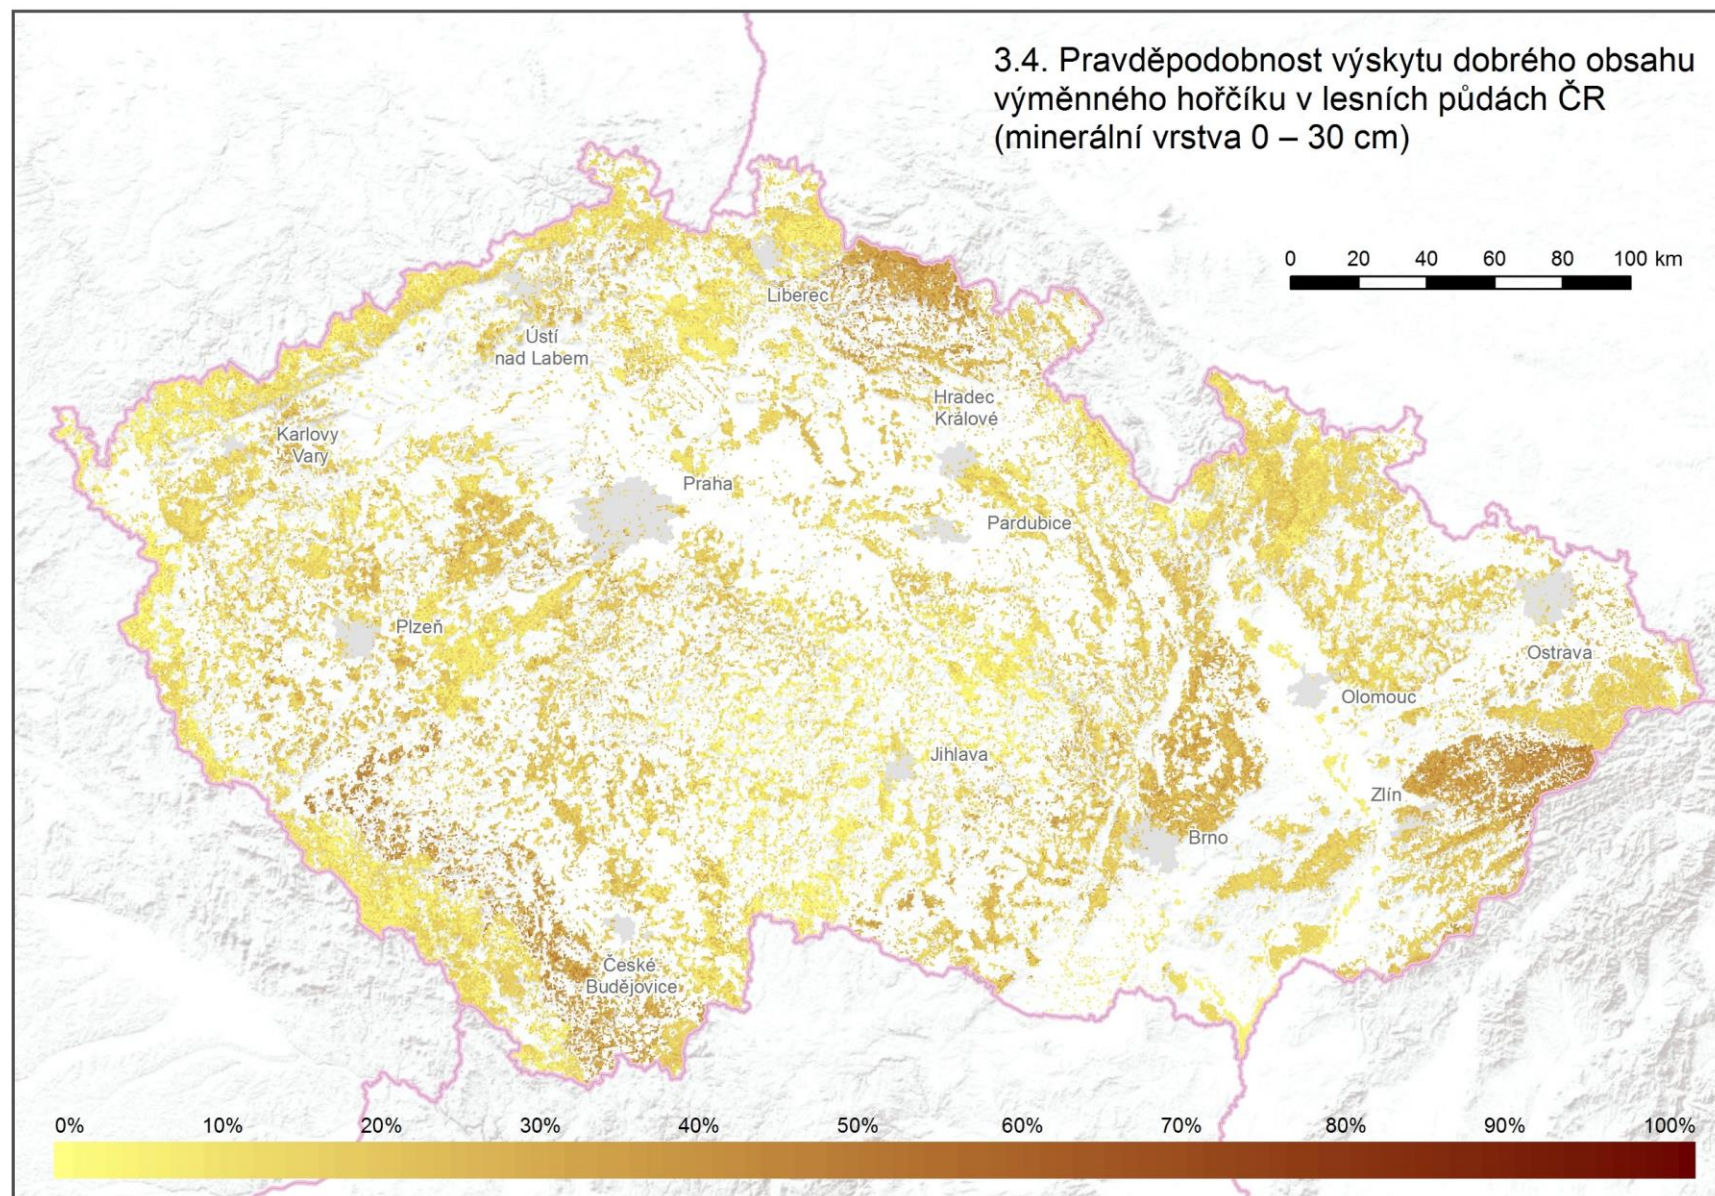 3.4. Pravděpodobnost výskytu dobrého obsahu
výměnného hořčíku v lesních půdách ČR
(minerální vrstva 0 – 30 cm)
0 20 40 60 80 100 km
Liberec
Ústí
nad Labem
Hradec
Králové
Karlovy
Vary
Praha
Pardubice
Plzeň
Ostrava
Olomouc
Jihlava
Zlín
Brno
České
Budějovice
0% 10% 20% 30% 40% 50% 60% 70% 80% 90% 100%